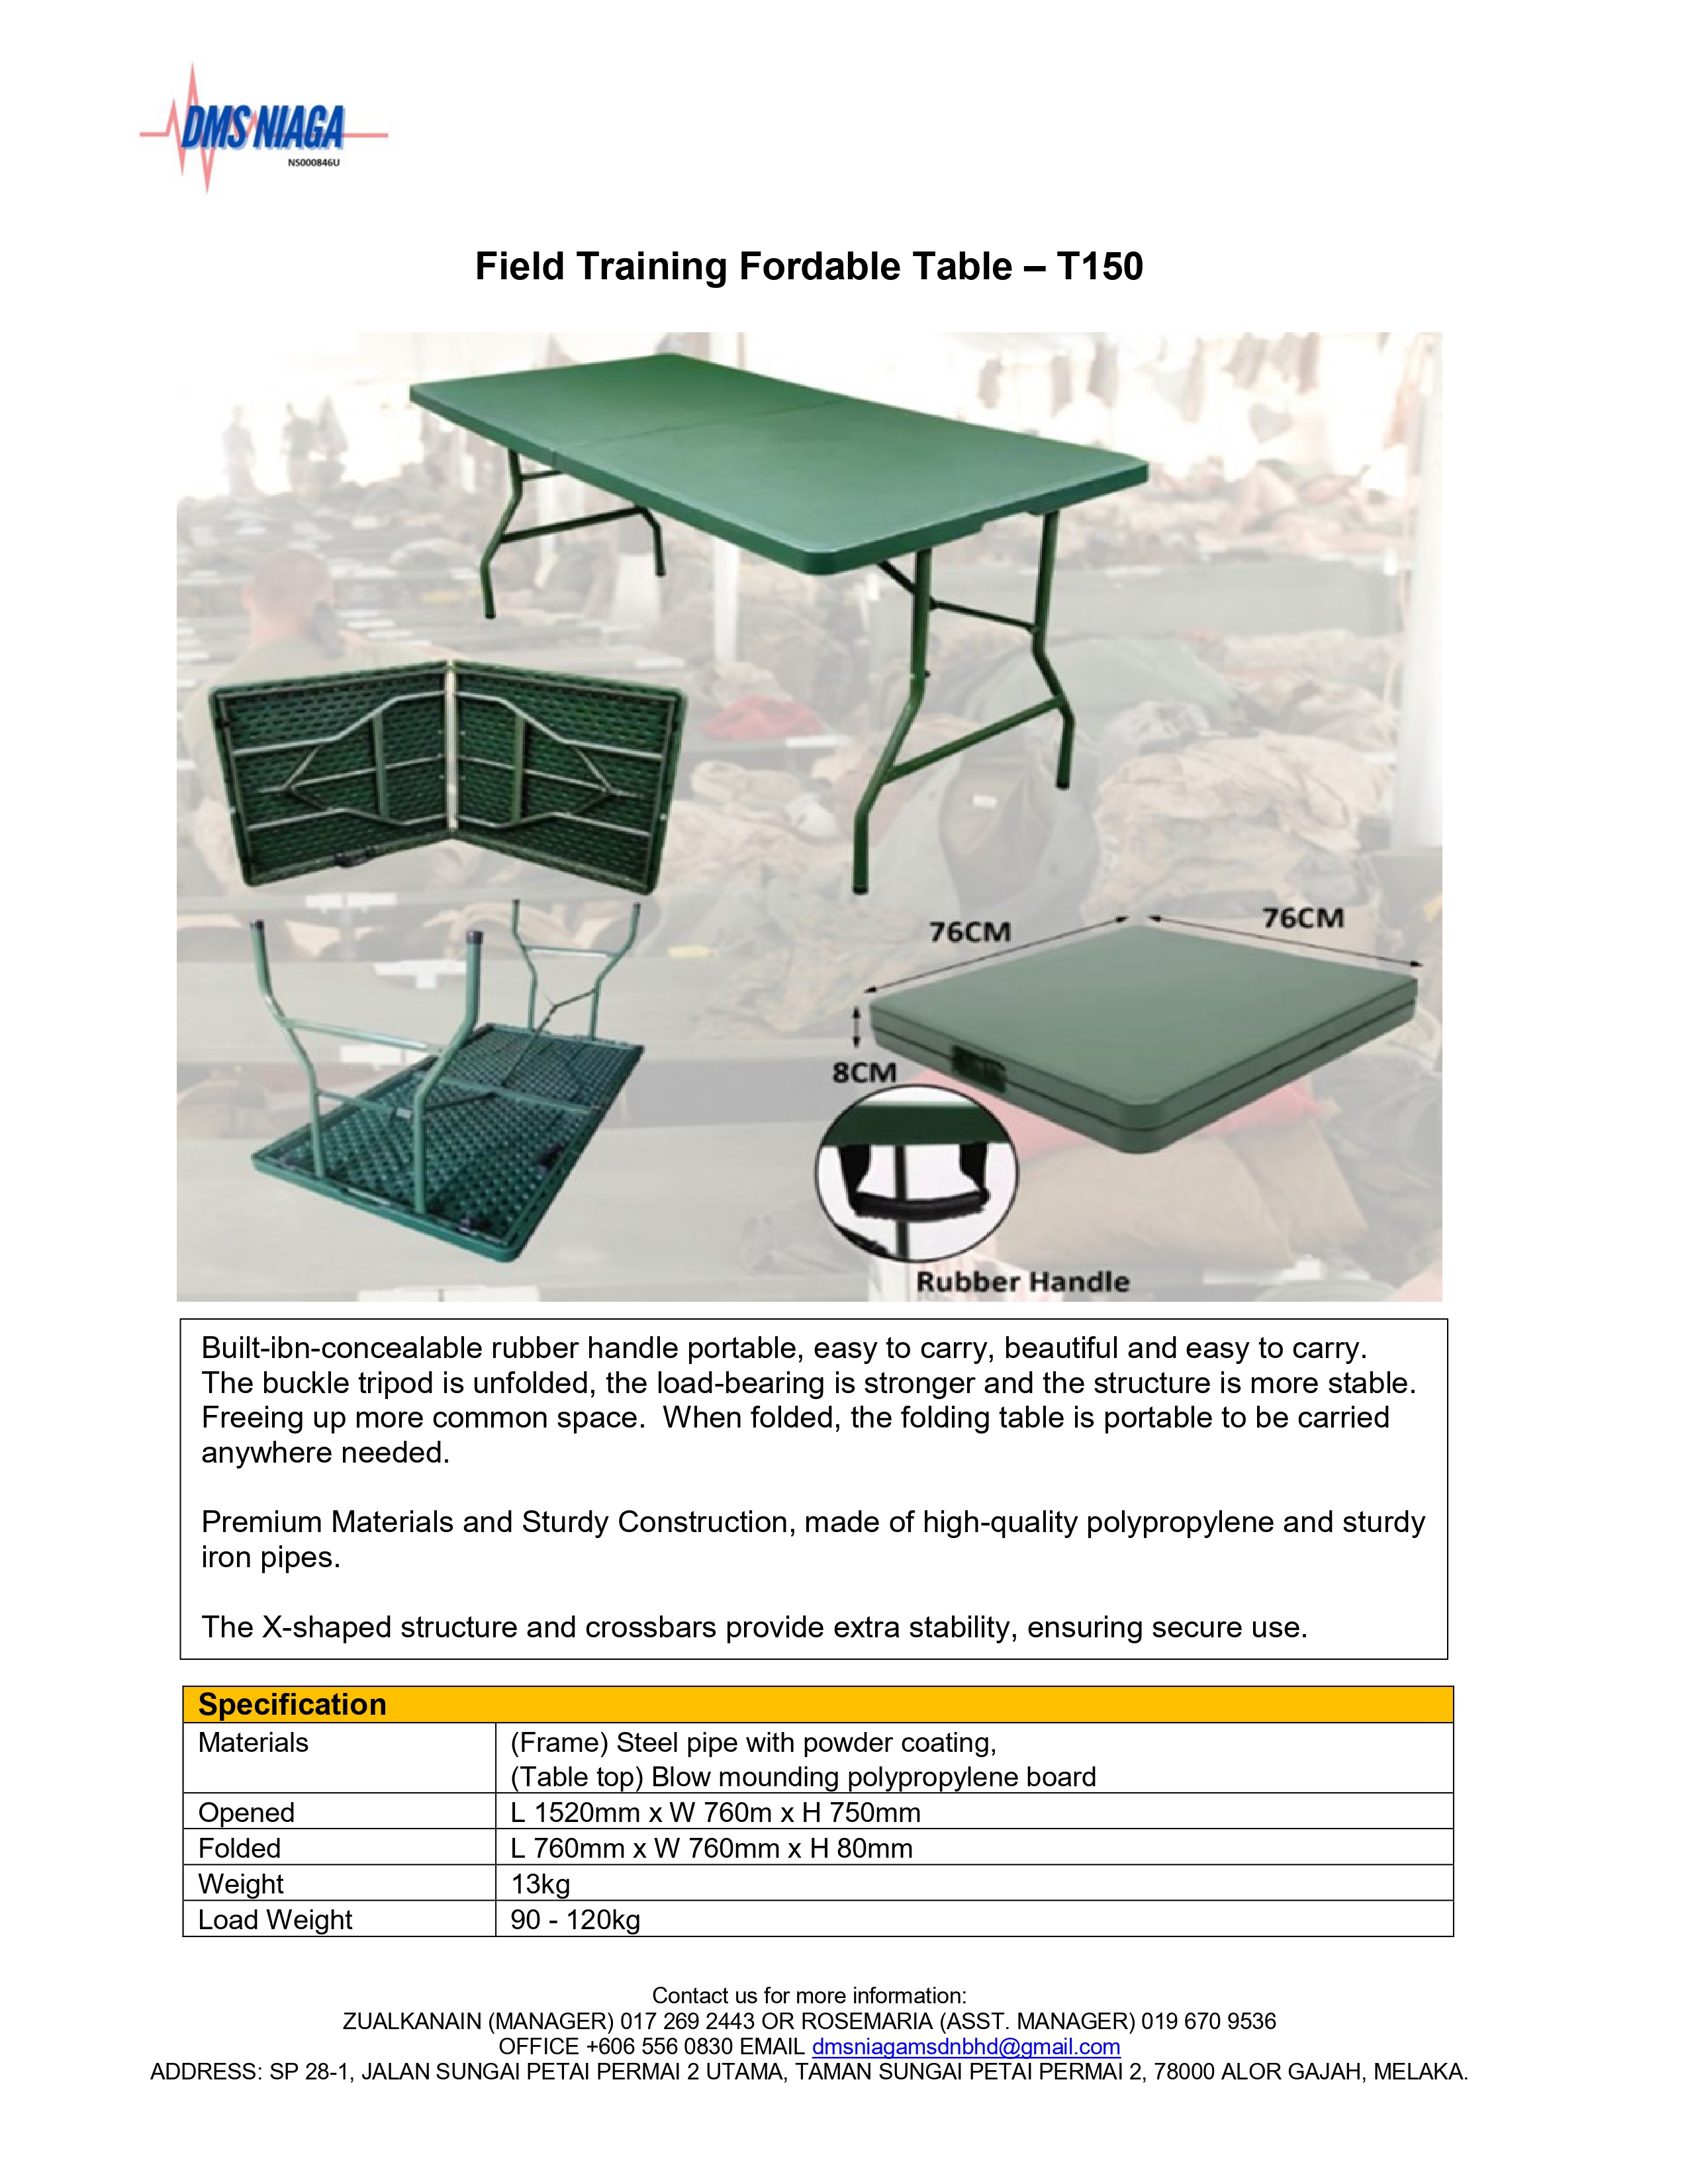 DMS NIAGA
NS000846U
Field Training Fordable Table – T150
76CM
76CM
8CM
Rubber Handle
Built-ibn-concealable rubber handle portable, easy to carry, beautiful and easy to carry.
The buckle tripod is unfolded, the load-bearing is stronger and the structure is more stable.
Freeing up more common space.  When folded, the folding table is portable to be carried
anywhere needed.
Premium Materials and Sturdy Construction, made of high-quality polypropylene and sturdy
iron pipes.
The X-shaped structure and crossbars provide extra stability, ensuring secure use.
Specification
Materials (Frame) Steel pipe with powder coating,
(Table top) Blow mounding polypropylene board
Opened L 1520mm x W 760m x H 750mm
Folded L 760mm x W 760mm x H 80mm
Weight 13kg
Load Weight 90 - 120kg
Contact us for more information:
ZUALKANAIN (MANAGER) 017 269 2443 OR ROSEMARIA (ASST. MANAGER) 019 670 9536
OFFICE +606 556 0830 EMAIL dmsniagamsdnbhd@gmail.com
ADDRESS: SP 28-1, JALAN SUNGAI PETAI PERMAI 2 UTAMA, TAMAN SUNGAI PETAI PERMAI 2, 78000 ALOR GAJAH, MELAKA.